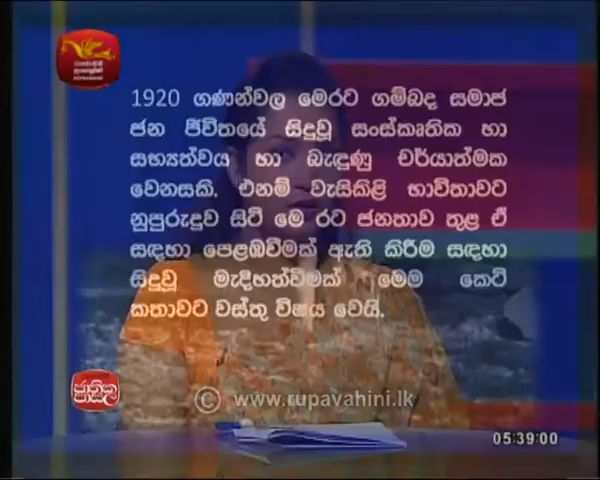 1920 ගණන්වල මෙරට ගම්බද සමාජ
ජන ජීවිතයේ සිදුවූ සංස්කෘතික හා
සභ්‍යත්වය හා බැඳුණු චර්යාත්මක
වෙනසකි. එනම් වැසිකිළි භාවිතාවට
නුපුරුදුව සිටි මෙ රට ජනතාව තුළ ඒ
සඳහා පෙළඹවීමක් ඇති කිරීම සඳහා
සිදුවූ මැදිහත්වීමක් මෙම කෙටි
කතාවට වස්තු විෂය වෙයි.
ජාතික
පාසල
© www.rupavahini.lk
05:39:00